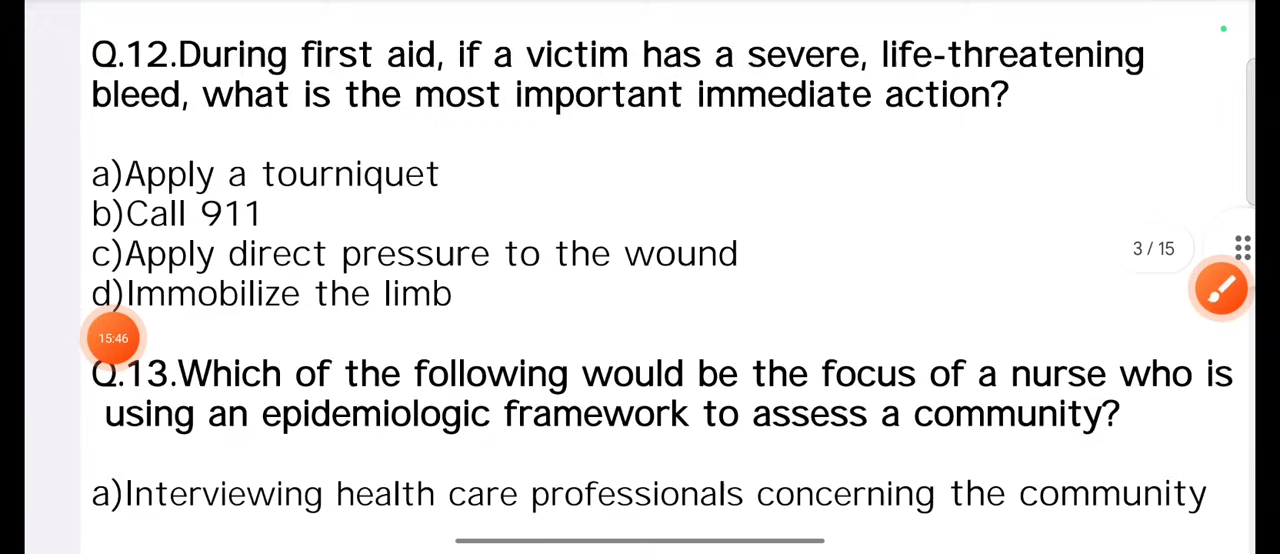 Q.12.During first aid, if a victim has a severe, life-threatening
bleed, what is the most important immediate action?
a)Apply a tourniquet
b)Call 911
c)Apply direct pressure to the wound
3 / 15
d)Immobilize the limb
15:46
Q.13.Which of the following would be the focus of a nurse who is
using an epidemiologic framework to assess a community?
a)Interviewing health care professionals concerning the community